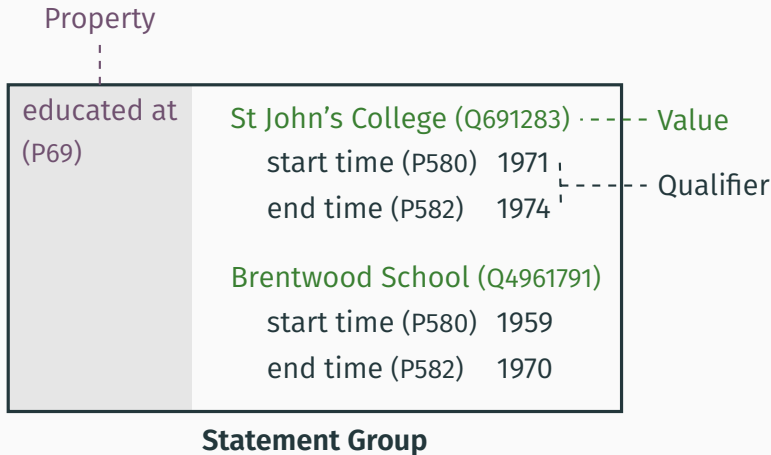 Property
educated at
(P69)
St John’s College (Q691283)
Value
start time (P580) 1971
Qualifier
end time (P582) 1974
Brentwood School (Q4961791)
start time (P580) 1959
end time (P582) 1970
Statement Group